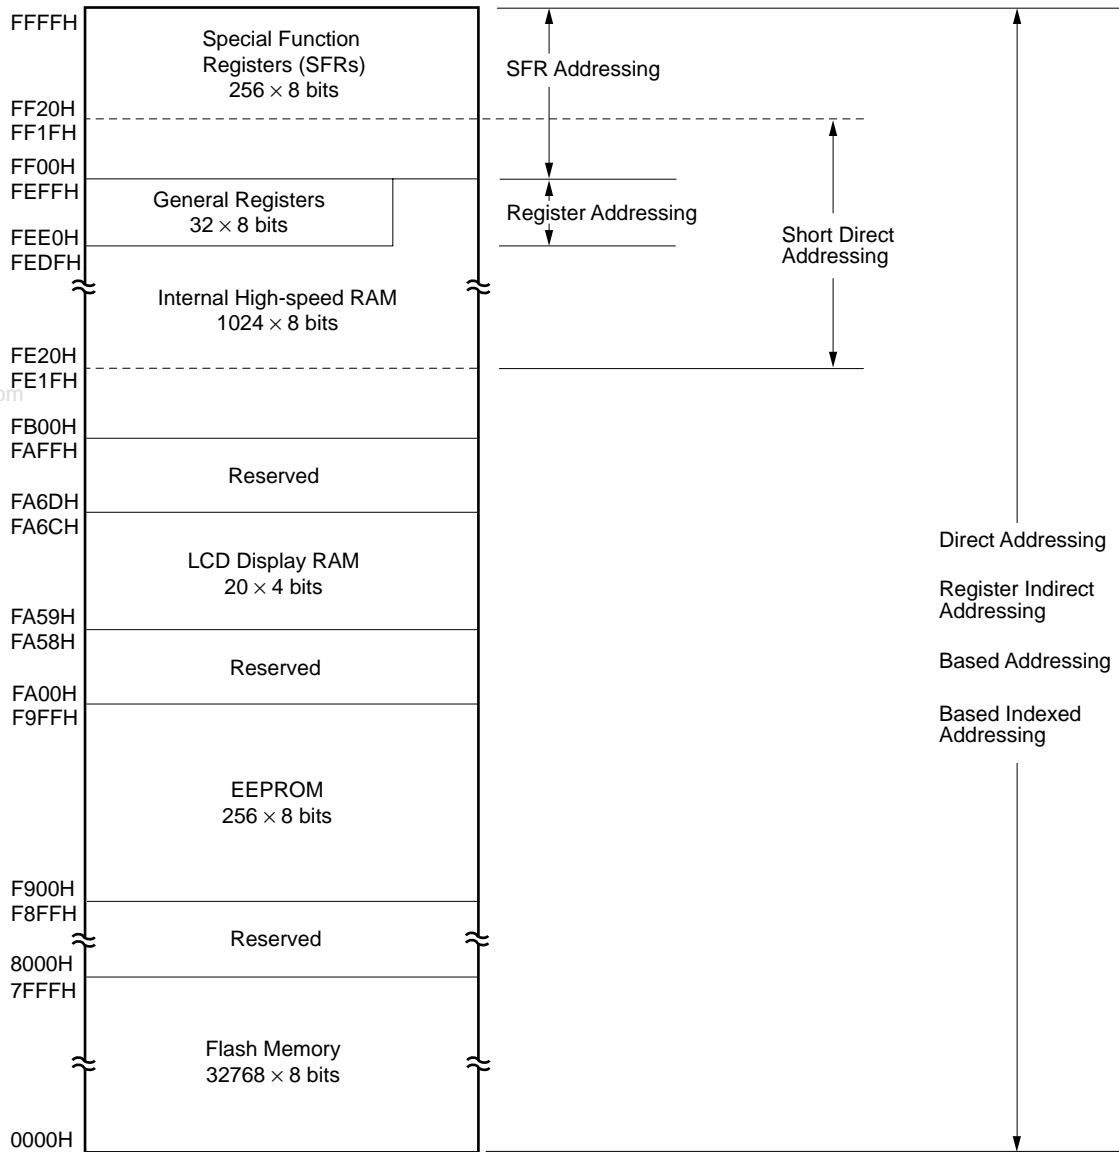 FFFFH
Special Function
Registers (SFRs)
256 × 8 bits
SFR Addressing
FF20H
FF1FH
FF00H
FEFFH
General Registers
32 × 8 bits
Register Addressing
Short Direct
Addressing
FEE0H
FEDFH
Internal High-speed RAM
1024 × 8 bits
FE20H
FE1FH
om
FB00H
FAFFH
Reserved
FA6DH
FA6CH
LCD Display RAM
20 × 4 bits
Direct Addressing
Register Indirect
Addressing
Based Addressing
Based Indexed
Addressing
FA59H
FA58H
Reserved
FA00H
F9FFH
EEPROM
256 × 8 bits
F900H
F8FFH
Reserved
8000H
7FFFH
Flash Memory
32768 × 8 bits
0000H